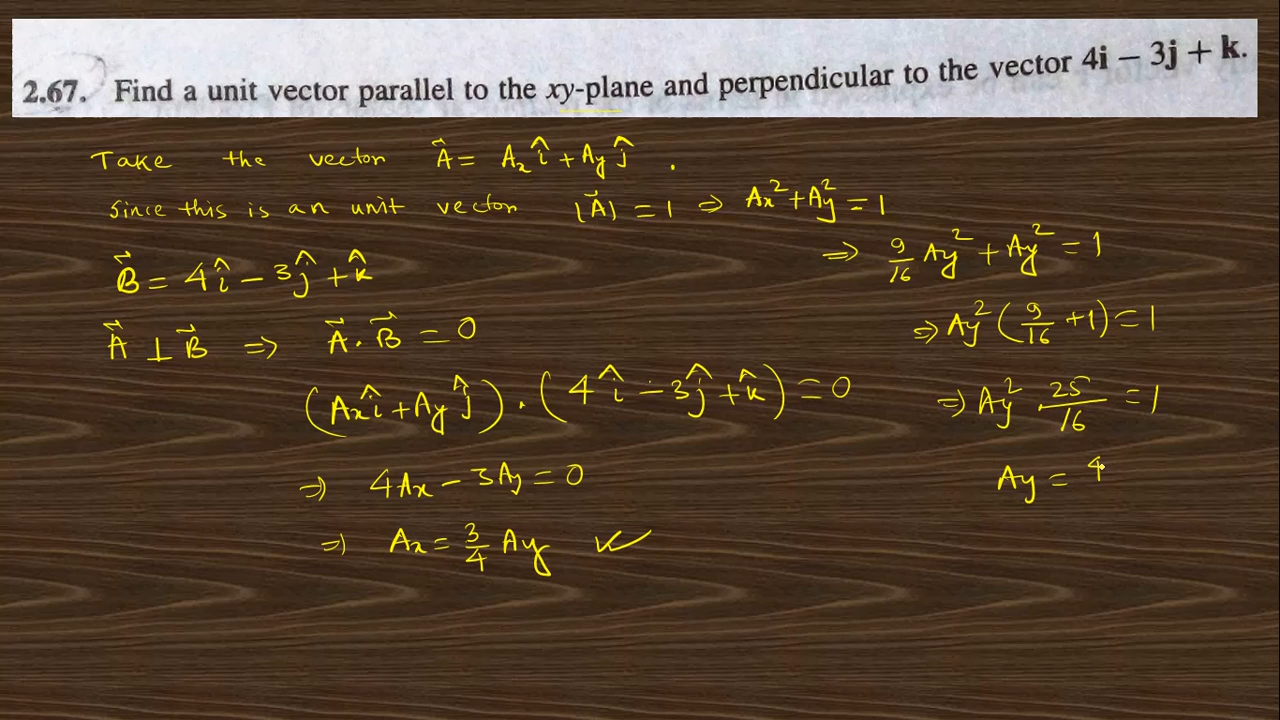 2.67. Find a unit vector parallel to the xy-plane and perpendicular to the vector 4i − 3j + k.
Take the vector A⃗ = Aₓ î + Ay ĵ .
Since this is an unit vector |A⃗| = 1 ⇒ Ax² + Ay² = 1
⇒ 9/16 Ay² + Ay² = 1
B⃗ = 4î − 3ĵ + k̂
⇒ Ay² (9/16 + 1) = 1
A⃗ ⊥ B⃗ ⇒ A⃗ . B⃗ = 0
(Ax î + Ay ĵ) . (4î − 3ĵ + k̂) = 0
⇒ Ay² . 25/16 = 1
⇒ 4Ax − 3Ay = 0
Ay = 4
⇒ Ax = 3/4 Ay ✓